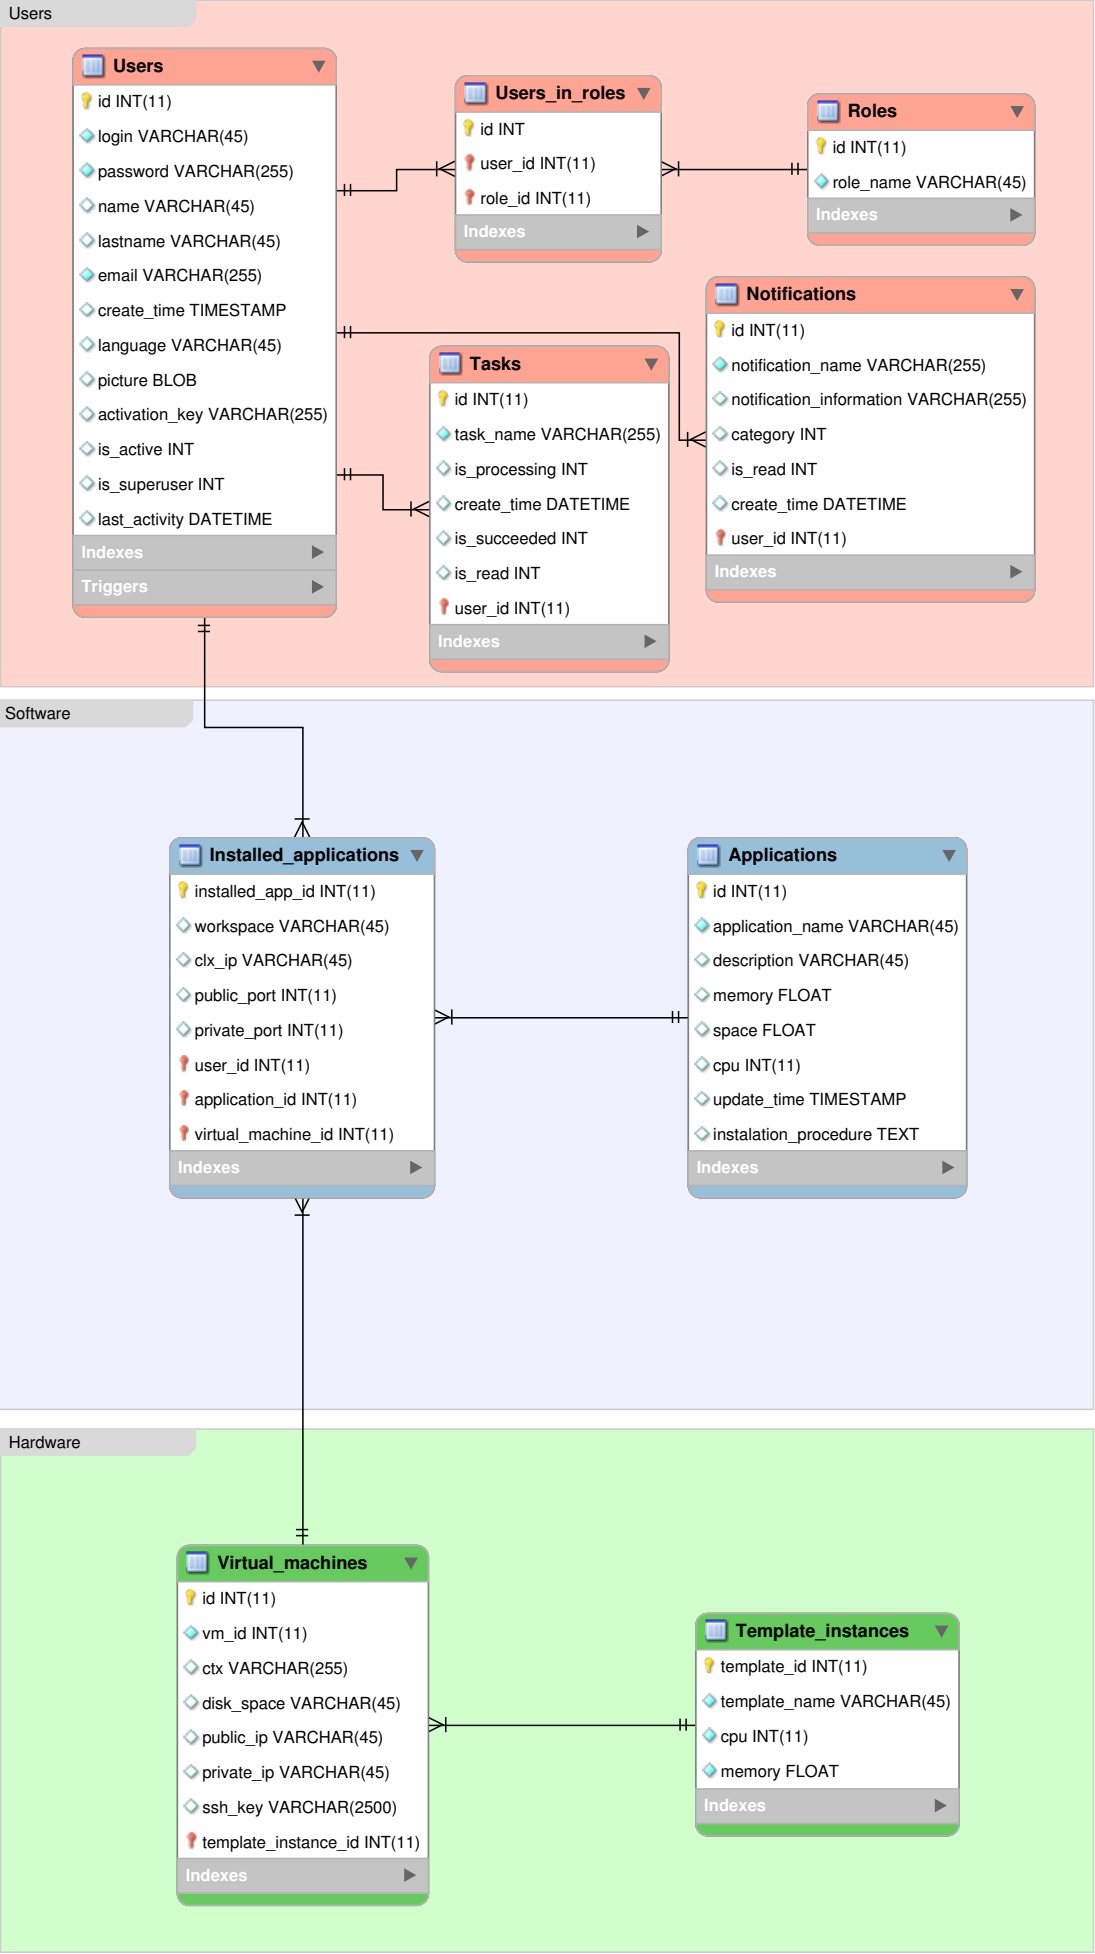 Users
Users
id INT(11)
login VARCHAR(45)
password VARCHAR(255)
name VARCHAR(45)
lastname VARCHAR(45)
email VARCHAR(255)
create_time TIMESTAMP
language VARCHAR(45)
picture BLOB
activation_key VARCHAR(255)
is_active INT
is_superuser INT
last_activity DATETIME
Indexes
Triggers
Users_in_roles
id INT
user_id INT(11)
role_id INT(11)
Indexes
Roles
id INT(11)
role_name VARCHAR(45)
Indexes
Tasks
id INT(11)
task_name VARCHAR(255)
is_processing INT
create_time DATETIME
is_succeeded INT
is_read INT
user_id INT(11)
Indexes
Notifications
id INT(11)
notification_name VARCHAR(255)
notification_information VARCHAR(255)
category INT
is_read INT
create_time DATETIME
user_id INT(11)
Indexes
Software
Installed_applications
installed_app_id INT(11)
workspace VARCHAR(45)
clx_ip VARCHAR(45)
public_port INT(11)
private_port INT(11)
user_id INT(11)
application_id INT(11)
virtual_machine_id INT(11)
Indexes
Applications
id INT(11)
application_name VARCHAR(45)
description VARCHAR(45)
memory FLOAT
space FLOAT
cpu INT(11)
update_time TIMESTAMP
instalation_procedure TEXT
Indexes
Hardware
Virtual_machines
id INT(11)
vm_id INT(11)
ctx VARCHAR(255)
disk_space VARCHAR(45)
public_ip VARCHAR(45)
private_ip VARCHAR(45)
ssh_key VARCHAR(2500)
template_instance_id INT(11)
Indexes
Template_instances
template_id INT(11)
template_name VARCHAR(45)
cpu INT(11)
memory FLOAT
Indexes